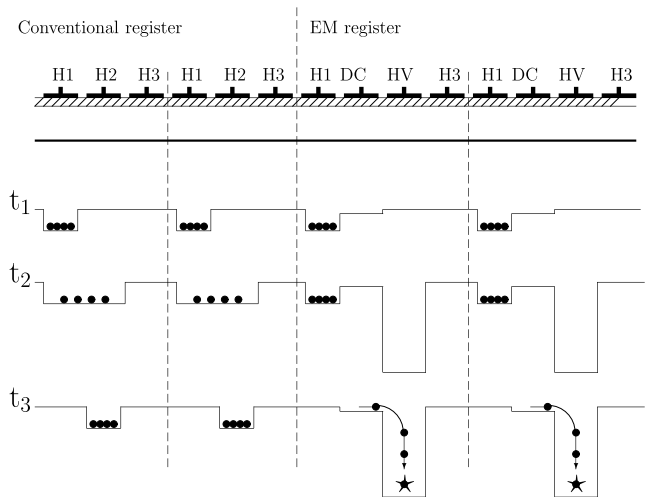 Conventional register EM register
H1 H2 H3 H1 H2 H3 H1 DC HV H3 H1 DC HV H3
t1
t2
t3